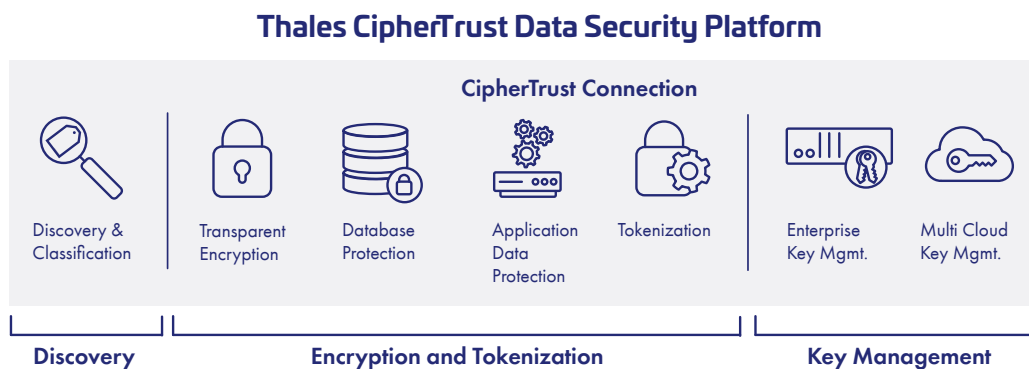 Thales CipherTrust Data Security Platform
CipherTrust Connection
Discovery &
Classification
Transparent
Encryption
Database
Protection
Application
Data
Protection
Tokenization
Enterprise
Key Mgmt.
Multi Cloud
Key Mgmt.
Discovery
Encryption and Tokenization
Key Management